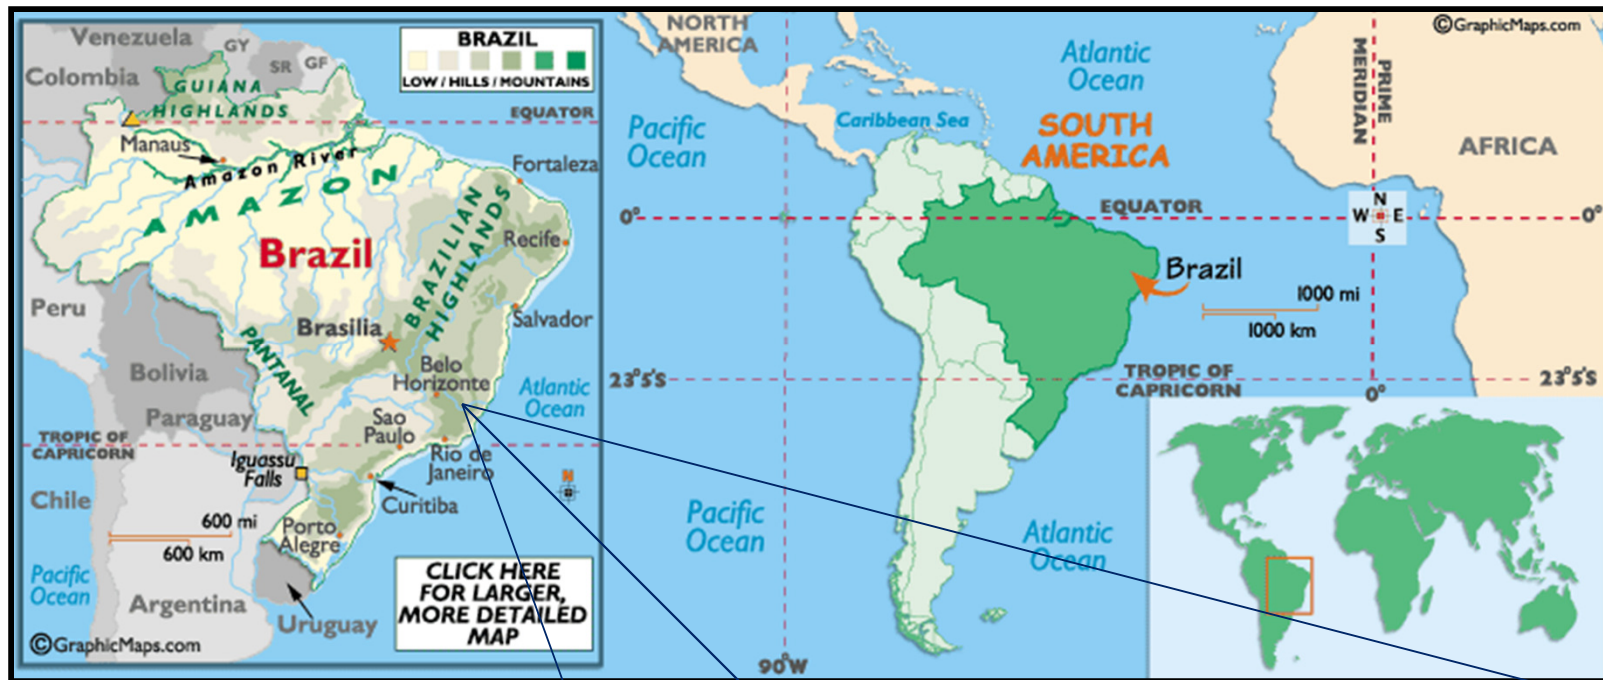 Venezuela
GY
SR
GF
Colombia
BRAZIL
LOW / HILLS / MOUNTAINS
GUIANA
HIGHLANDS
EQUATOR
Manaus
Amazon River
AMAZON
Fortaleza
BRAZILIAN
HIGHLANDS
Recife
Brazil
Peru
Brasilia
Salvador
PANTANAL
Bolivia
Belo
Horizonte
Atlantic
Ocean
Paraguay
Sao
Paulo
TROPIC OF
CAPRICORN
Iguassu
Falls
Rio de
Janeiro
N
Chile
Curitiba
600 mi
600 km
Porto
Alegre
Pacific
Ocean
Argentina
Uruguay
CLICK HERE
FOR LARGER,
MORE DETAILED
MAP
©GraphicMaps.com
NORTH
AMERICA
Atlantic
Ocean
©GraphicMaps.com
PRIME
MERIDIAN
Pacific
Ocean
Caribbean Sea
SOUTH
AMERICA
AFRICA
EQUATOR
0°
N
W E
S
0°
Brazil
1000 mi
1000 km
23°5'S
TROPIC OF
CAPRICORN
0°
23°5'S
Pacific
Ocean
Atlantic
Ocean
90°W